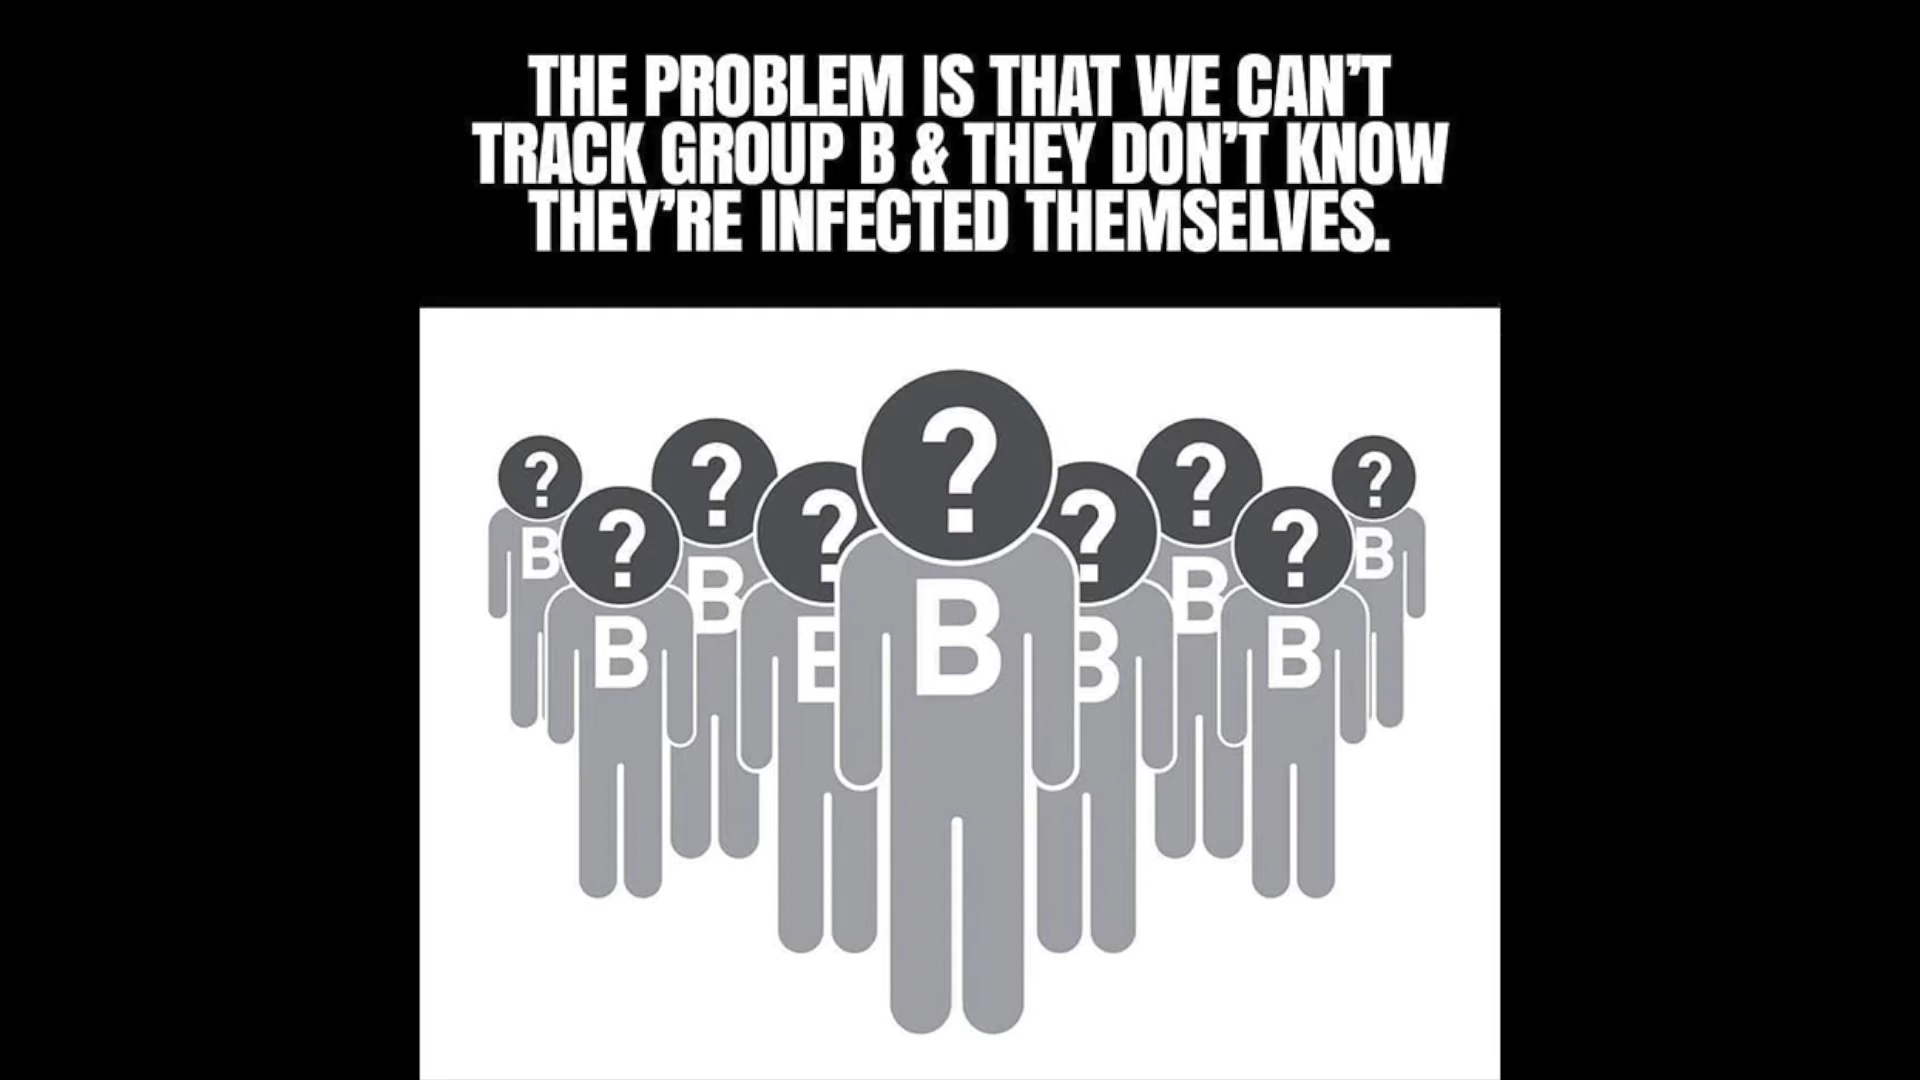 THE PROBLEM IS THAT WE CAN'T
TRACK GROUP B & THEY DON'T KNOW
THEY'RE INFECTED THEMSELVES.
? ? ? ? ? ? ? ? ?
B B B B B B B B B